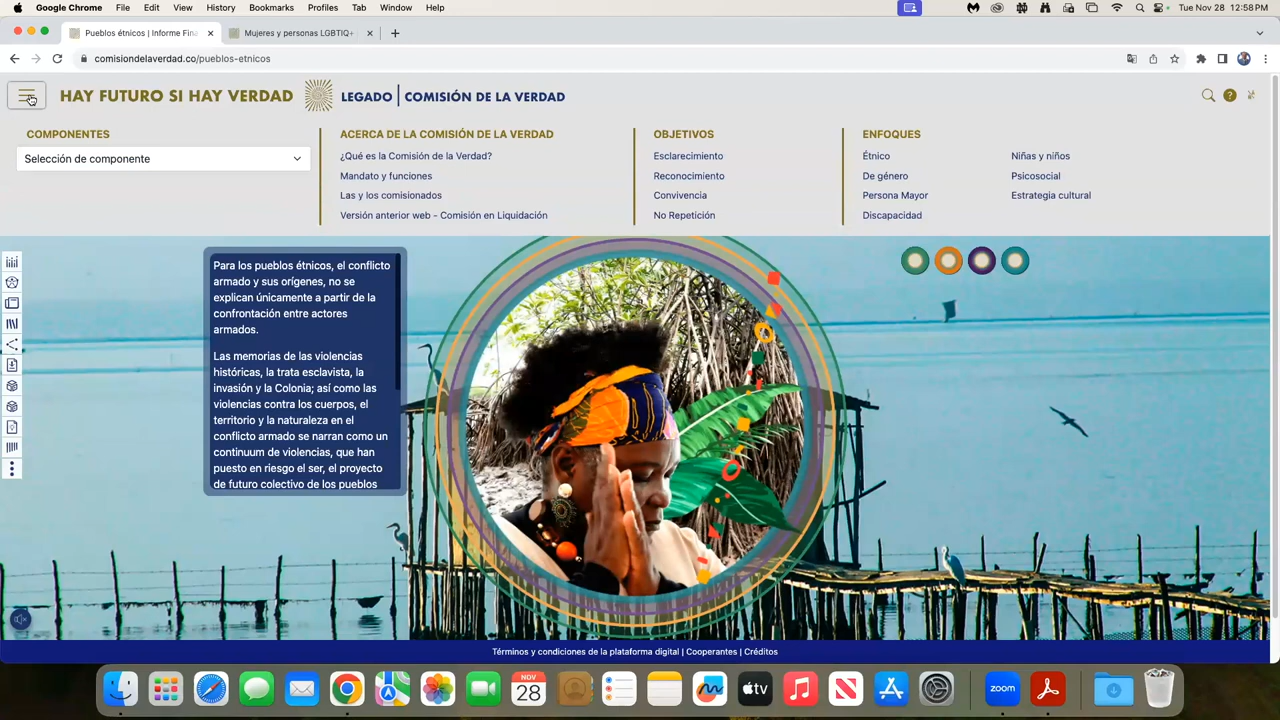 Google Chrome File Edit View History Bookmarks Profiles Tab Window Help Tue Nov 28 12:58 PM
Pueblos étnicos | Informe Fina Mujeres y personas LGBTIQ+
comisiondelaverdad.co/pueblos-etnicos
HAY FUTURO SI HAY VERDAD LEGADO | COMISIÓN DE LA VERDAD
COMPONENTES
Selección de componente
ACERCA DE LA COMISIÓN DE LA VERDAD
¿Qué es la Comisión de la Verdad?
Mandato y funciones
Las y los comisionados
Versión anterior web - Comisión en Liquidación
OBJETIVOS
Esclarecimiento
Reconocimiento
Convivencia
No Repetición
ENFOQUES
Étnico
De género
Persona Mayor
Discapacidad
Niñas y niños
Psicosocial
Estrategia cultural
Para los pueblos étnicos, el conflicto
armado y sus orígenes, no se
explican únicamente a partir de la
confrontación entre actores
armados.
Las memorias de las violencias
históricas, la trata esclavista, la
invasión y la Colonia; así como las
violencias contra los cuerpos, el
territorio y la naturaleza en el
conflicto armado se narran como un
continuum de violencias, que han
puesto en riesgo el ser, el proyecto
de futuro colectivo de los pueblos
Términos y condiciones de la plataforma digital | Cooperantes | Créditos
NOV
28
tv
zoom